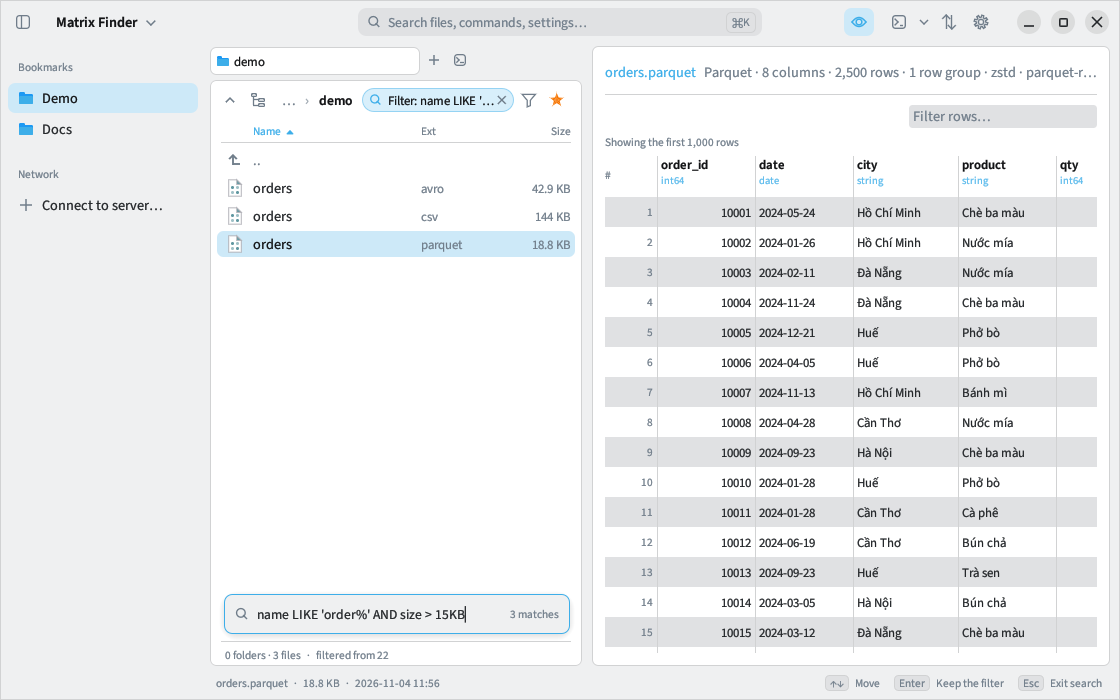 Matrix Finder
Search files, commands, settings… ⌘K
Bookmarks
Demo
Docs
Network
Connect to server…
demo
… › demo Filter: name LIKE '…
Name Ext Size
..
orders avro 42.9 KB
orders csv 144 KB
orders parquet 18.8 KB
name LIKE 'order%' AND size > 15KB 3 matches
0 folders · 3 files · filtered from 22
orders.parquet Parquet · 8 columns · 2,500 rows · 1 row group · zstd · parquet-r…
Filter rows…
Showing the first 1,000 rows
# order_id date city product qty
int64 date string string int64
1 10001 2024-05-24 Hồ Chí Minh Chè ba màu
2 10002 2024-01-26 Hồ Chí Minh Nước mía
3 10003 2024-02-11 Đà Nẵng Nước mía
4 10004 2024-11-24 Đà Nẵng Chè ba màu
5 10005 2024-12-21 Huế Phở bò
6 10006 2024-04-05 Huế Phở bò
7 10007 2024-11-13 Hồ Chí Minh Bánh mì
8 10008 2024-04-28 Cần Thơ Nước mía
9 10009 2024-09-23 Hà Nội Chè ba màu
10 10010 2024-01-28 Huế Phở bò
11 10011 2024-01-28 Cần Thơ Cà phê
12 10012 2024-06-19 Cần Thơ Bún chả
13 10013 2024-09-23 Huế Trà sen
14 10014 2024-03-05 Hà Nội Bún chả
15 10015 2024-03-12 Đà Nẵng Chè ba màu
orders.parquet · 18.8 KB · 2026-11-04 11:56
↑↓ Move Enter Keep the filter Esc Exit search